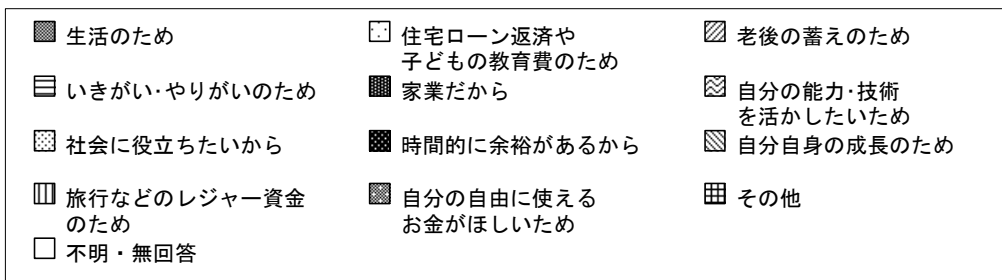 生活のため
住宅ローン返済や
子どもの教育費のため
老後の蓄えのため
いきがい・やりがいのため
家業だから
自分の能力・技術
を活かしたいため
社会に役立ちたいから
時間的に余裕があるから
自分自身の成長のため
旅行などのレジャー資金
のため
自分の自由に使える
お金がほしいため
その他
不明・無回答